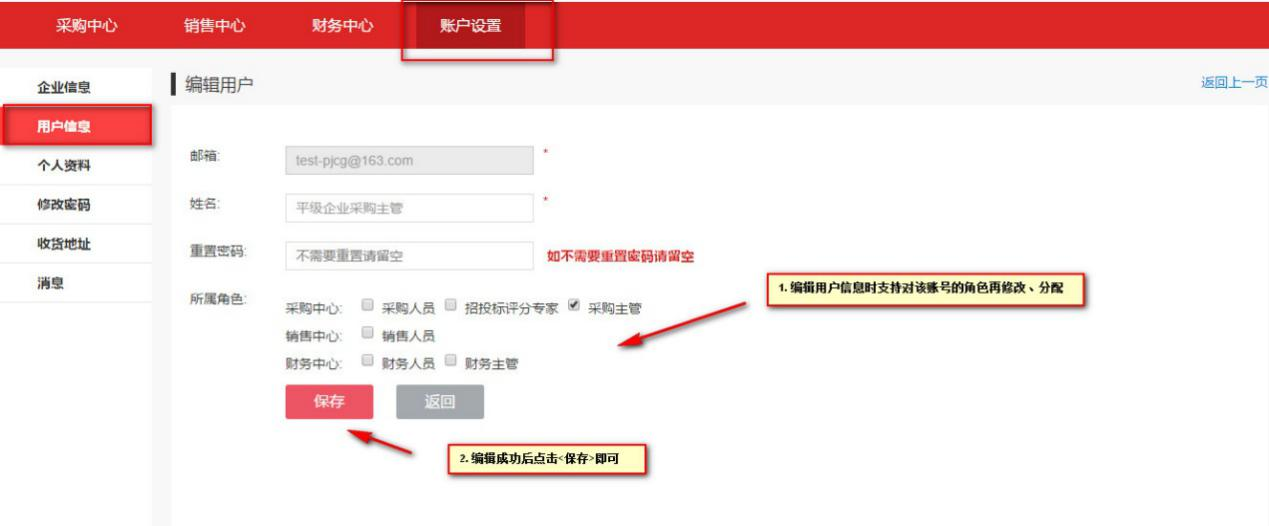 采购中心 销售中心 财务中心 账户设置
企业信息
用户信息
个人资料
修改密码
收货地址
消息
编辑用户 返回上一页
邮箱: test-pjcg@163.com *
姓名: 平级企业采购主管 *
重置密码: 不需要重置请留空 如不需要重置密码请留空
所属角色:
采购中心: 采购人员 招投标评分专家 采购主管
销售中心: 销售人员
财务中心: 财务人员 财务主管
保存 返回
1. 编辑用户信息时支持对该账号的角色再修改、分配
2. 编辑成功后点击<保存>即可